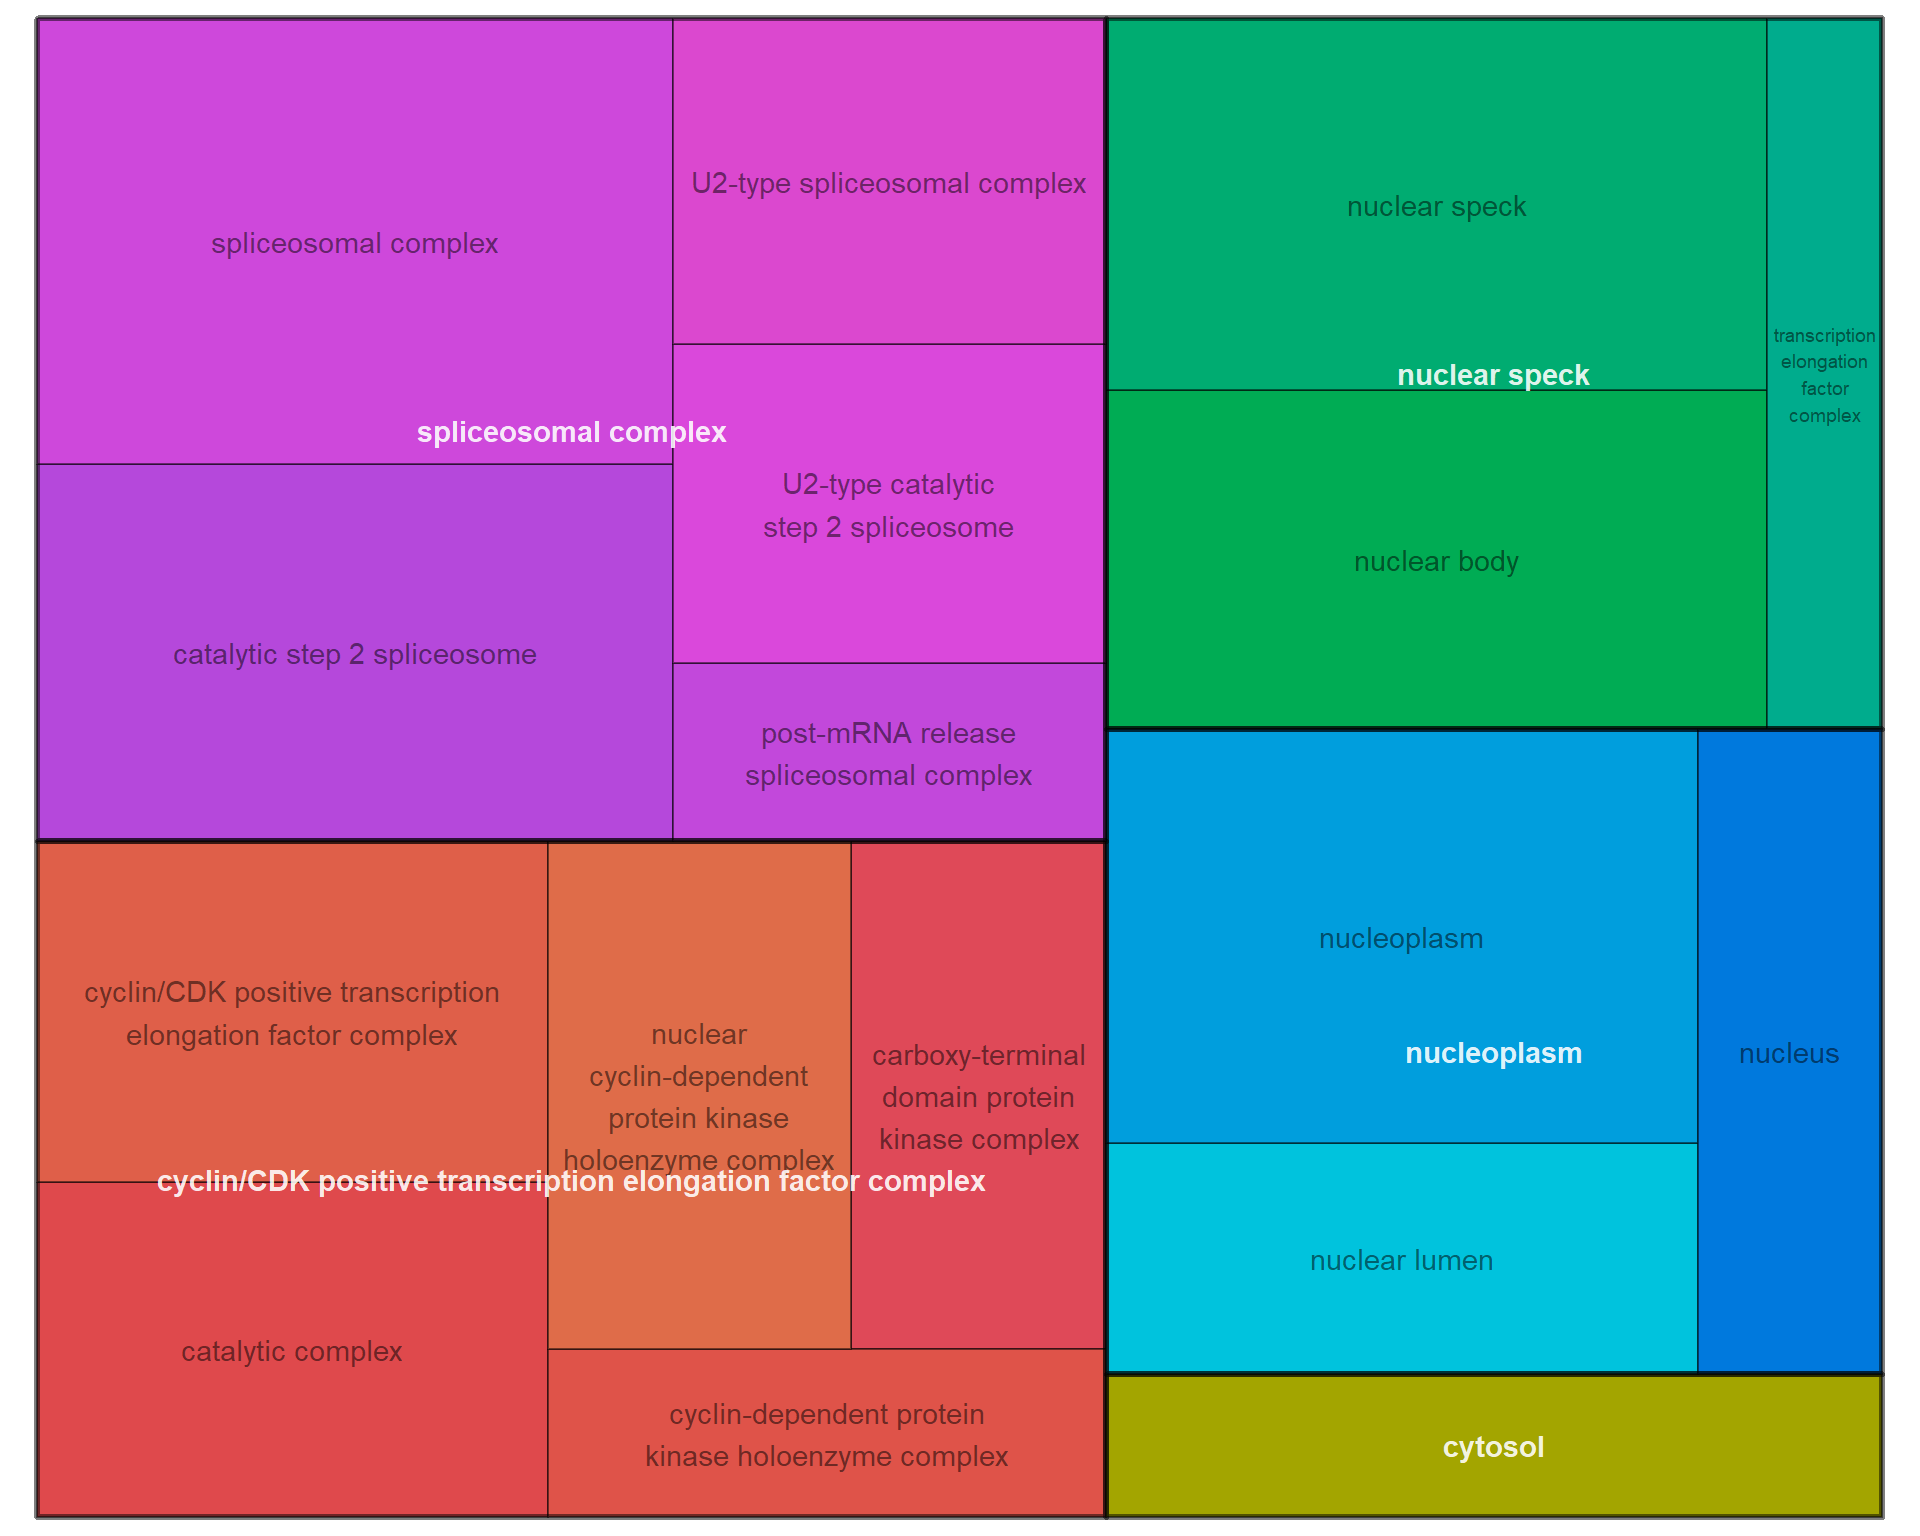 spliceosomal complex
U2-type spliceosomal complex
spliceosomal complex
U2-type catalytic
step 2 spliceosome
catalytic step 2 spliceosome
post-mRNA release
spliceosomal complex
nuclear speck
nuclear speck
transcription
elongation
factor
complex
nuclear body
cyclin/CDK positive transcription
elongation factor complex
nuclear
cyclin-dependent
protein kinase
holoenzyme complex
carboxy-terminal
domain protein
kinase complex
cyclin/CDK positive transcription elongation factor complex
catalytic complex
cyclin-dependent protein
kinase holoenzyme complex
nucleoplasm
nucleoplasm
nucleus
nuclear lumen
cytosol